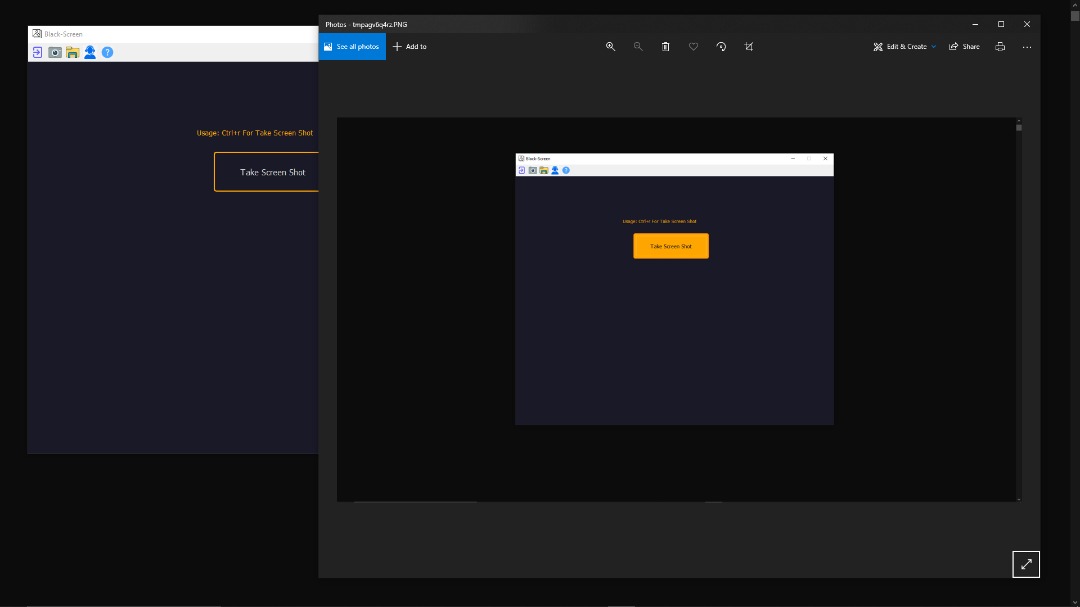 Black-Screen
Usage: Ctrl+r For Take Screen Shot
Take Screen Shot
Photos - tmpagv6q4rz.PNG
See all photos
Add to
Edit & Create
Share
Black-Screen
Usage: Ctrl+r For Take Screen Shot
Take Screen Shot